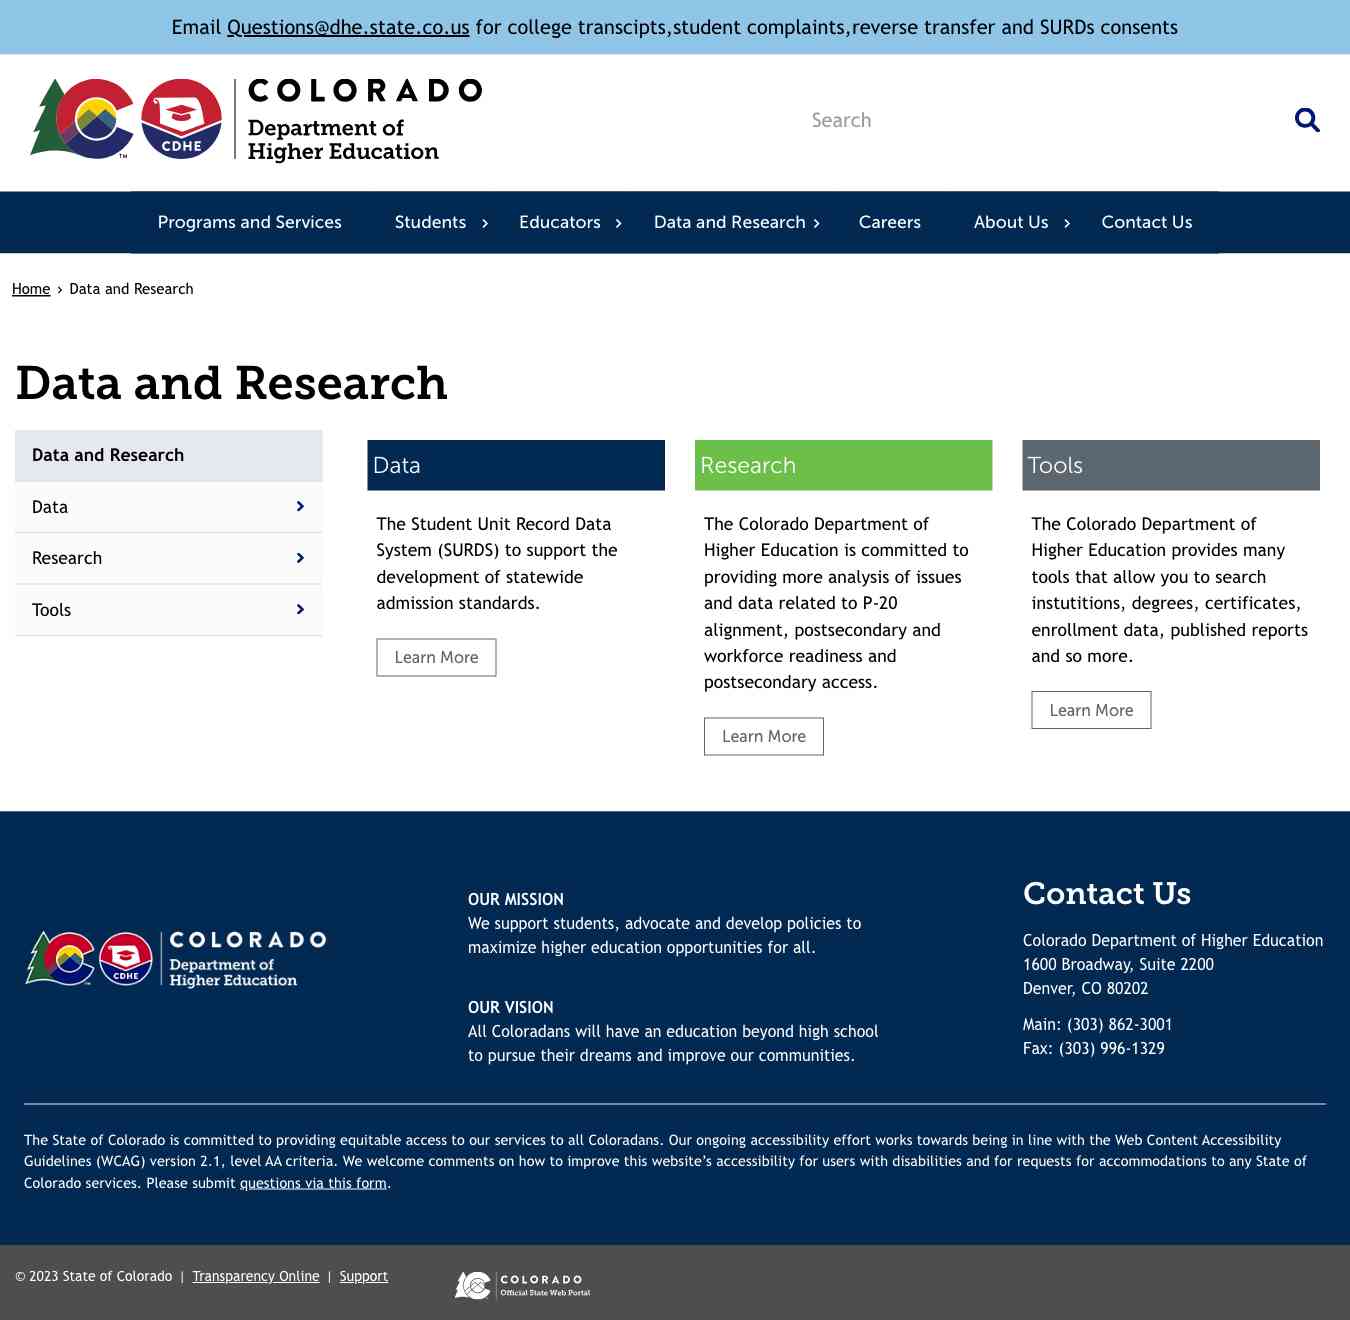 Email Questions@dhe.state.co.us for college transcipts,student complaints,reverse transfer and SURDs consents
COLORADO
Department of
Higher Education
CDHE
TM
Search
Programs and Services
Students
Educators
Data and Research
Careers
About Us
Contact Us
Home › Data and Research
Data and Research
Data and Research
Data
Research
Tools
Data
The Student Unit Record Data
System (SURDS) to support the
development of statewide
admission standards.
Learn More
Research
The Colorado Department of
Higher Education is committed to
providing more analysis of issues
and data related to P-20
alignment, postsecondary and
workforce readiness and
postsecondary access.
Learn More
Tools
The Colorado Department of
Higher Education provides many
tools that allow you to search
instutitions, degrees, certificates,
enrollment data, published reports
and so more.
Learn More
COLORADO
Department of
Higher Education
CDHE
OUR MISSION
We support students, advocate and develop policies to
maximize higher education opportunities for all.
OUR VISION
All Coloradans will have an education beyond high school
to pursue their dreams and improve our communities.
Contact Us
Colorado Department of Higher Education
1600 Broadway, Suite 2200
Denver, CO 80202
Main: (303) 862-3001
Fax: (303) 996-1329
The State of Colorado is committed to providing equitable access to our services to all Coloradans. Our ongoing accessibility effort works towards being in line with the Web Content Accessibility
Guidelines (WCAG) version 2.1, level AA criteria. We welcome comments on how to improve this website’s accessibility for users with disabilities and for requests for accommodations to any State of
Colorado services. Please submit questions via this form.
© 2023 State of Colorado | Transparency Online | Support
COLORADO
Official State Web Portal